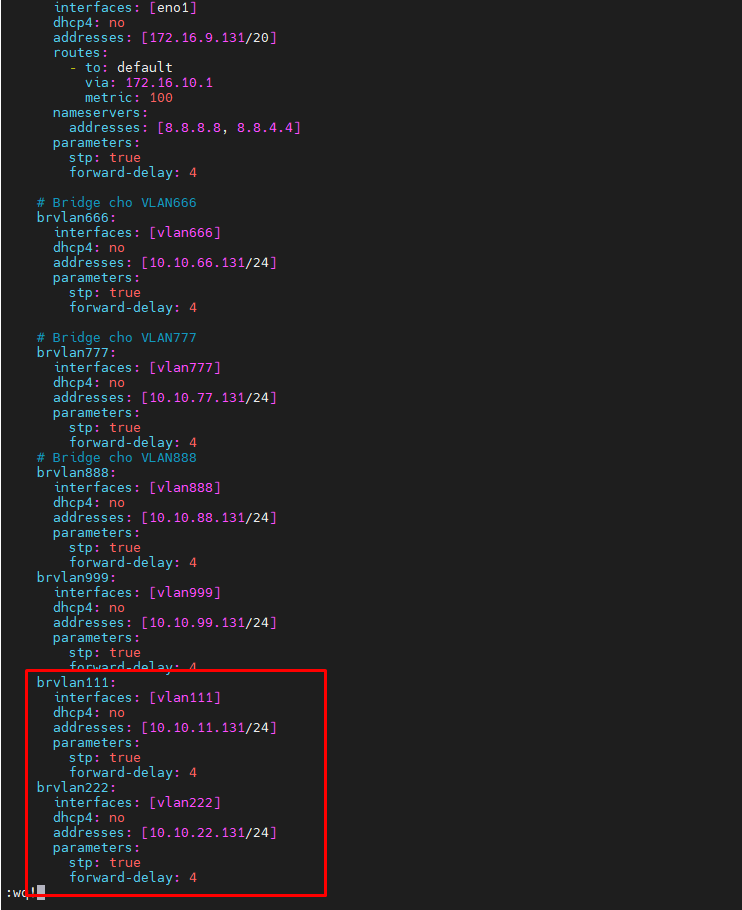 interfaces: [eno1]
dhcp4: no
addresses: [172.16.9.131/20]
routes:
- to: default
via: 172.16.10.1
metric: 100
nameservers:
addresses: [8.8.8.8, 8.8.4.4]
parameters:
stp: true
forward-delay: 4
# Bridge cho VLAN666
brvlan666:
interfaces: [vlan666]
dhcp4: no
addresses: [10.10.66.131/24]
parameters:
stp: true
forward-delay: 4
# Bridge cho VLAN777
brvlan777:
interfaces: [vlan777]
dhcp4: no
addresses: [10.10.77.131/24]
parameters:
stp: true
forward-delay: 4
# Bridge cho VLAN888
brvlan888:
interfaces: [vlan888]
dhcp4: no
addresses: [10.10.88.131/24]
parameters:
stp: true
forward-delay: 4
brvlan999:
interfaces: [vlan999]
dhcp4: no
addresses: [10.10.99.131/24]
parameters:
stp: true
forward-delay: 4
brvlan111:
interfaces: [vlan111]
dhcp4: no
addresses: [10.10.11.131/24]
parameters:
stp: true
forward-delay: 4
brvlan222:
interfaces: [vlan222]
dhcp4: no
addresses: [10.10.22.131/24]
parameters:
stp: true
forward-delay: 4
:wq!